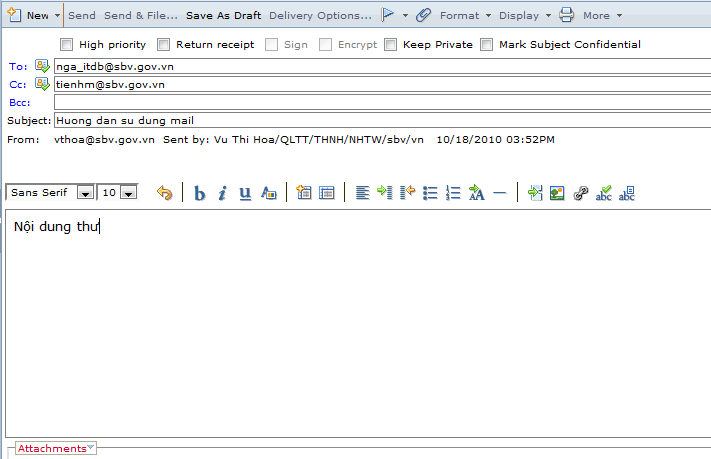 New Send Send & File... Save As Draft Delivery Options... Format Display More
High priority Return receipt Sign Encrypt Keep Private Mark Subject Confidential
To: nga_itdb@sbv.gov.vn
Cc: tienhm@sbv.gov.vn
Bcc:
Subject: Huong dan su dung mail
From: vthoa@sbv.gov.vn Sent by: Vu Thi Hoa/QLTT/THNH/NHTW/sbv/vn 10/18/2010 03:52PM
Sans Serif 10 b i u A AA abc abc
Nội dung thư
Attachments